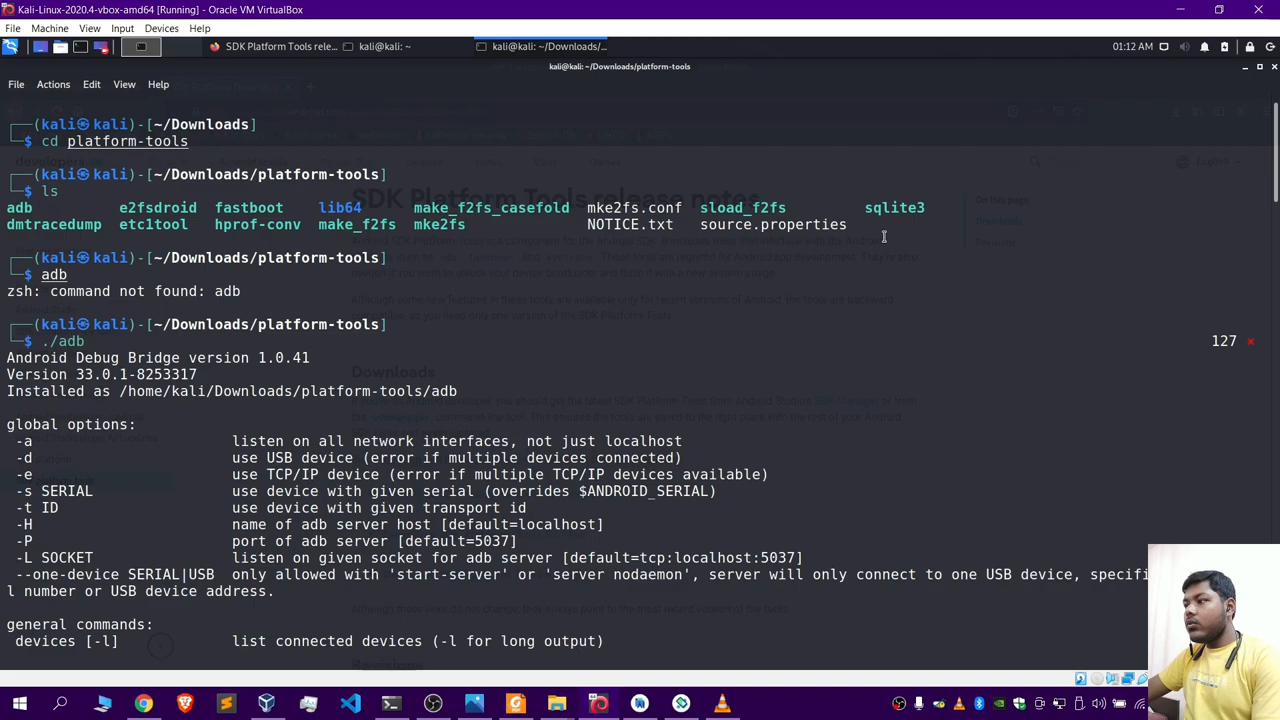 Kali-Linux-2020.4-vbox-amd64 [Running] - Oracle VM VirtualBox
File Machine View Input Devices Help
SDK Platform Tools rele... kali@kali: ~ kali@kali: ~/Downloads/... 01:12 AM
kali@kali: ~/Downloads/platform-tools
File Actions Edit View Help
┌──(kali㉿kali)-[~/Downloads]
└─$ cd platform-tools
┌──(kali㉿kali)-[~/Downloads/platform-tools]
└─$ ls
adb e2fsdroid fastboot lib64 make_f2fs_casefold mke2fs.conf sload_f2fs sqlite3
dmtracedump etc1tool hprof-conv make_f2fs mke2fs NOTICE.txt source.properties
┌──(kali㉿kali)-[~/Downloads/platform-tools]
└─$ adb
zsh: command not found: adb
┌──(kali㉿kali)-[~/Downloads/platform-tools]
└─$ ./adb 127 ⨯
Android Debug Bridge version 1.0.41
Version 33.0.1-8253317
Installed as /home/kali/Downloads/platform-tools/adb
global options:
-a listen on all network interfaces, not just localhost
-d use USB device (error if multiple devices connected)
-e use TCP/IP device (error if multiple TCP/IP devices available)
-s SERIAL use device with given serial (overrides $ANDROID_SERIAL)
-t ID use device with given transport id
-H name of adb server host [default=localhost]
-P port of adb server [default=5037]
-L SOCKET listen on given socket for adb server [default=tcp:localhost:5037]
--one-device SERIAL|USB only allowed with 'start-server' or 'server nodaemon', server will only connect to one USB device, specifi
l number or USB device address.
general commands:
devices [-l] list connected devices (-l for long output)
SDK Platform Tools release notes
Downloads